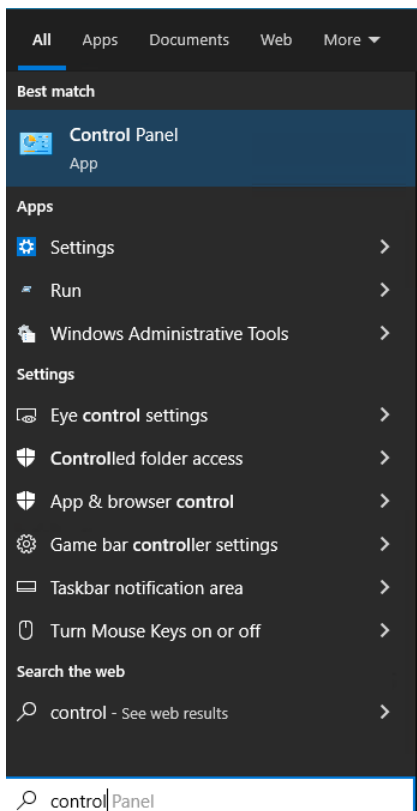 All Apps Documents Web More
Best match
Control Panel
App
Apps
Settings
Run
Windows Administrative Tools
Settings
Eye control settings
Controlled folder access
App & browser control
Game bar controller settings
Taskbar notification area
Turn Mouse Keys on or off
Search the web
control - See web results
control Panel